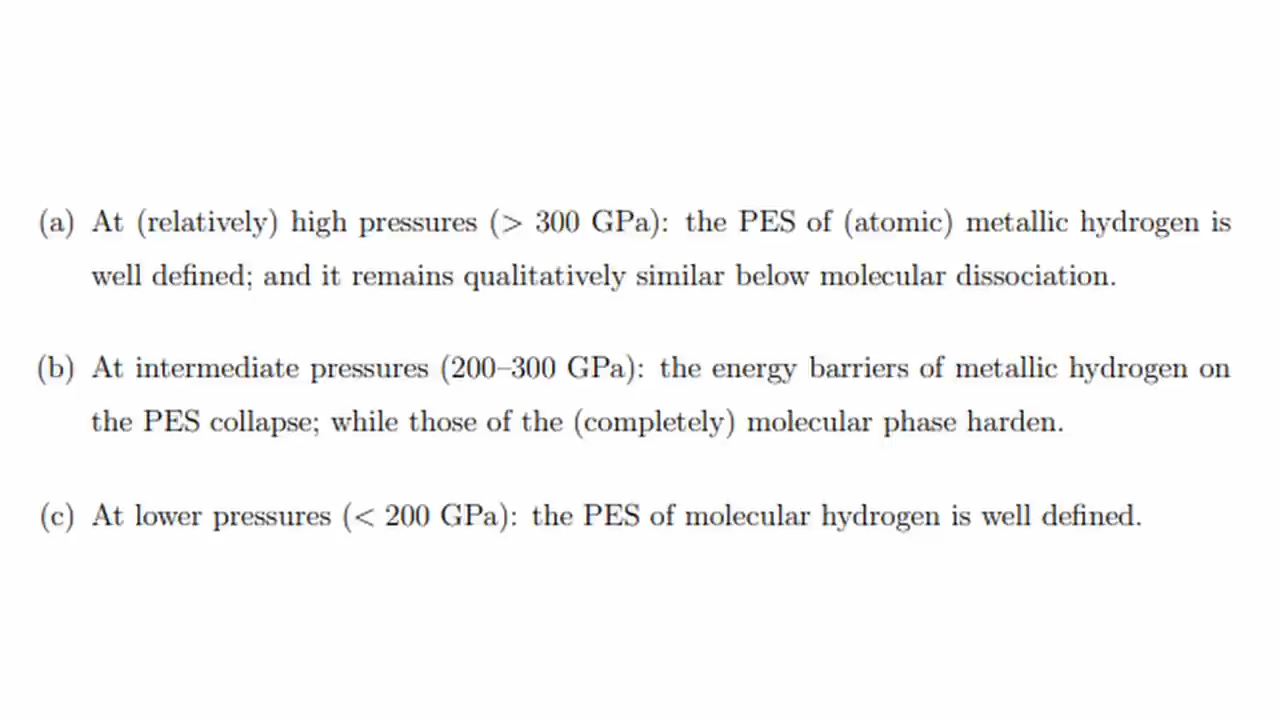 (a) At (relatively) high pressures (> 300 GPa): the PES of (atomic) metallic hydrogen is
well defined; and it remains qualitatively similar below molecular dissociation.
(b) At intermediate pressures (200–300 GPa): the energy barriers of metallic hydrogen on
the PES collapse; while those of the (completely) molecular phase harden.
(c) At lower pressures (< 200 GPa): the PES of molecular hydrogen is well defined.